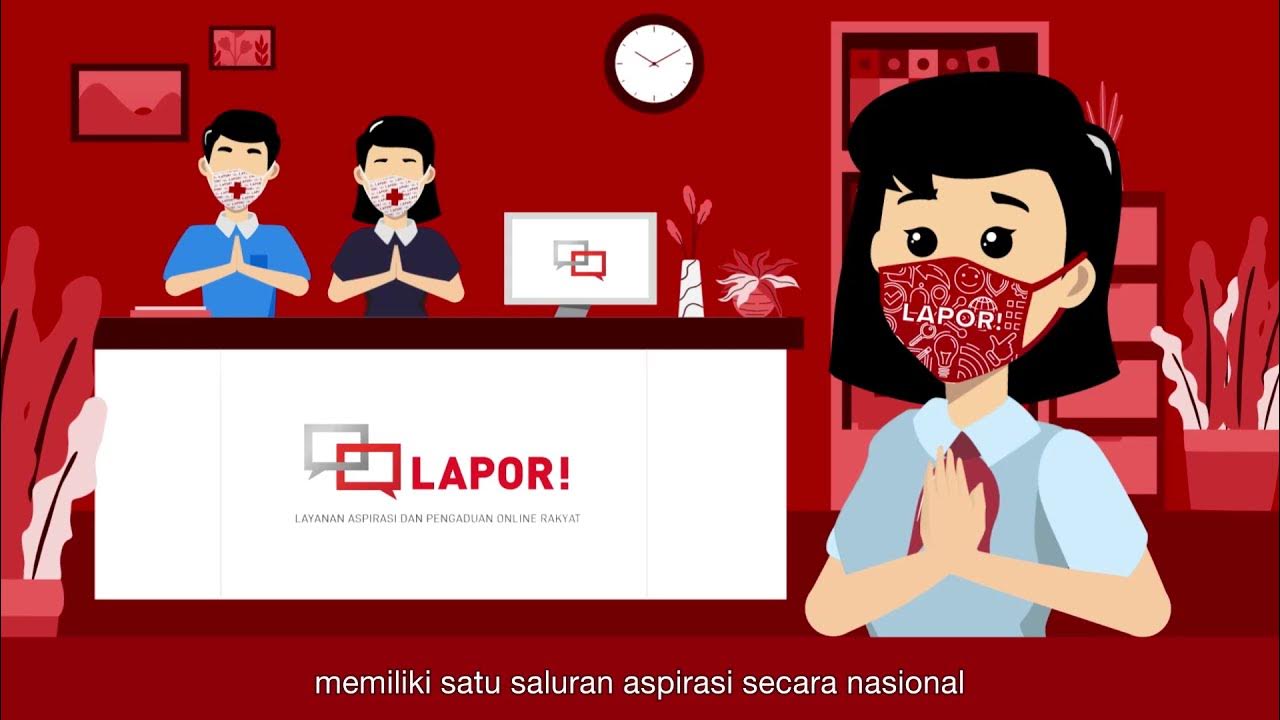 LAPOR!
LAPOR!
LAYANAN ASPIRASI DAN PENGADUAN ONLINE RAKYAT
memiliki satu saluran aspirasi secara nasional